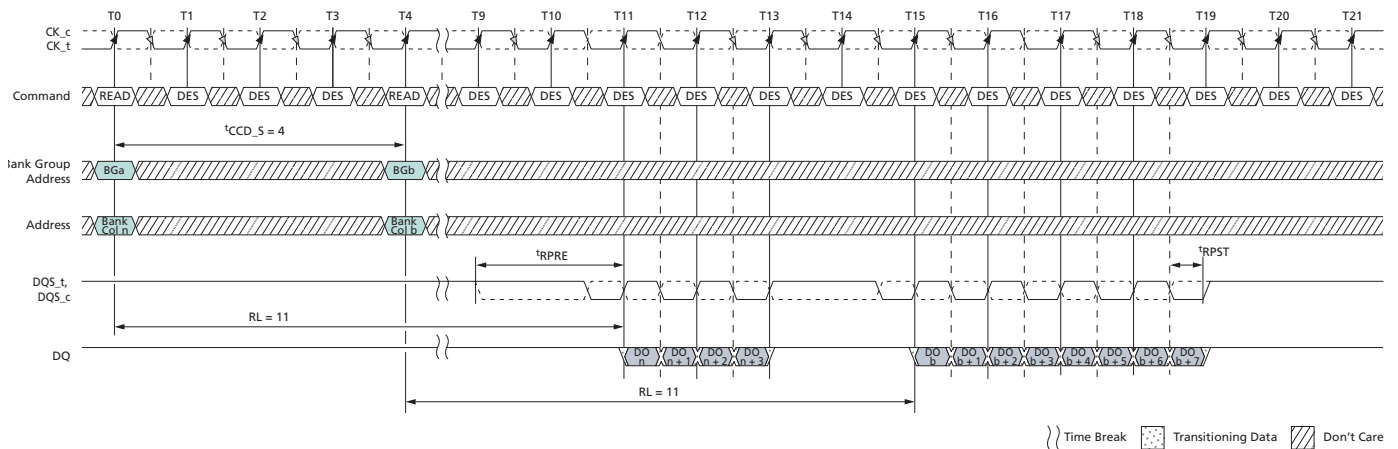 T0 T1 T2 T3 T4 T9 T10 T11 T12 T13 T14 T15 T16 T17 T18 T19 T20 T21
CK_c
CK_t
Command READ DES DES DES READ DES DES DES DES DES DES DES DES DES DES DES DES DES
tCCD_S = 4
Bank Group
Address
BGa BGb
Address
Bank
Col n
Bank
Col b
tRPRE tRPST
DQS_t,
DQS_c
RL = 11
DQ
DO
n
DO
n + 1
DO
n + 2
DO
n + 3
DO
b
DO
b + 1
DO
b + 2
DO
b + 3
DO
b + 4
DO
b + 5
DO
b + 6
DO
b + 7
RL = 11
Time Break Transitioning Data Don't Care